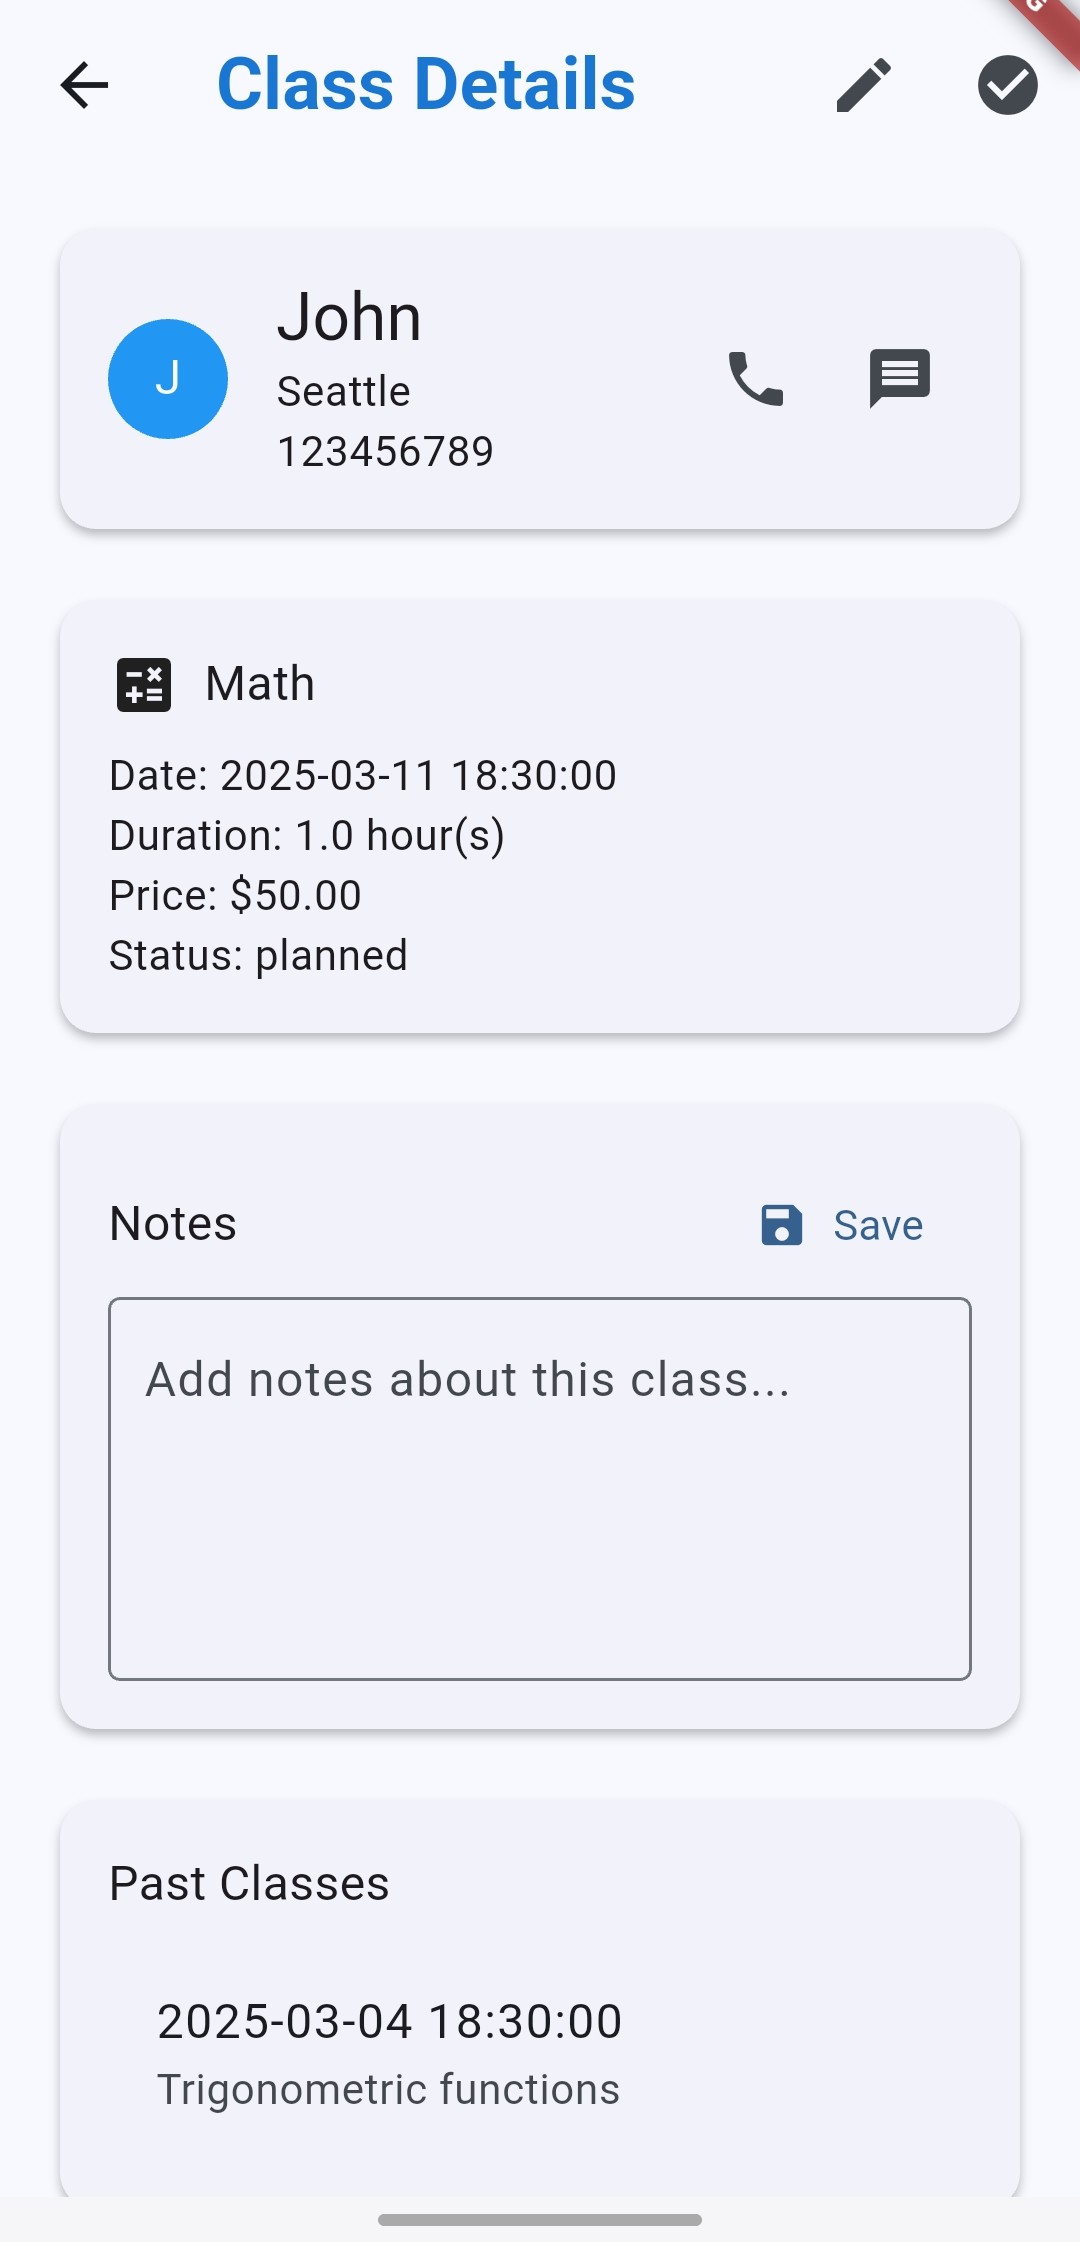 Class Details
John
Seattle
123456789
J
Math
Date: 2025-03-11 18:30:00
Duration: 1.0 hour(s)
Price: $50.00
Status: planned
Notes
Save
Add notes about this class...
Past Classes
2025-03-04 18:30:00
Trigonometric functions